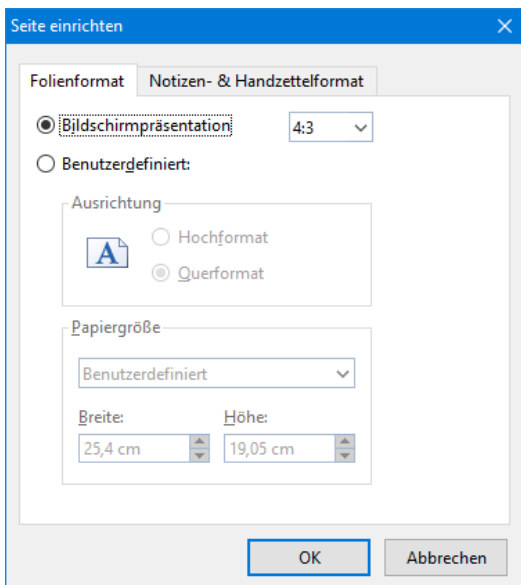 Seite einrichten
Folienformat Notizen- & Handzettelformat
Bildschirmpräsentation 4:3
Benutzerdefiniert:
Ausrichtung
A
Hochformat
Querformat
Papiergröße
Benutzerdefiniert
Breite: Höhe:
25,4 cm 19,05 cm
OK Abbrechen